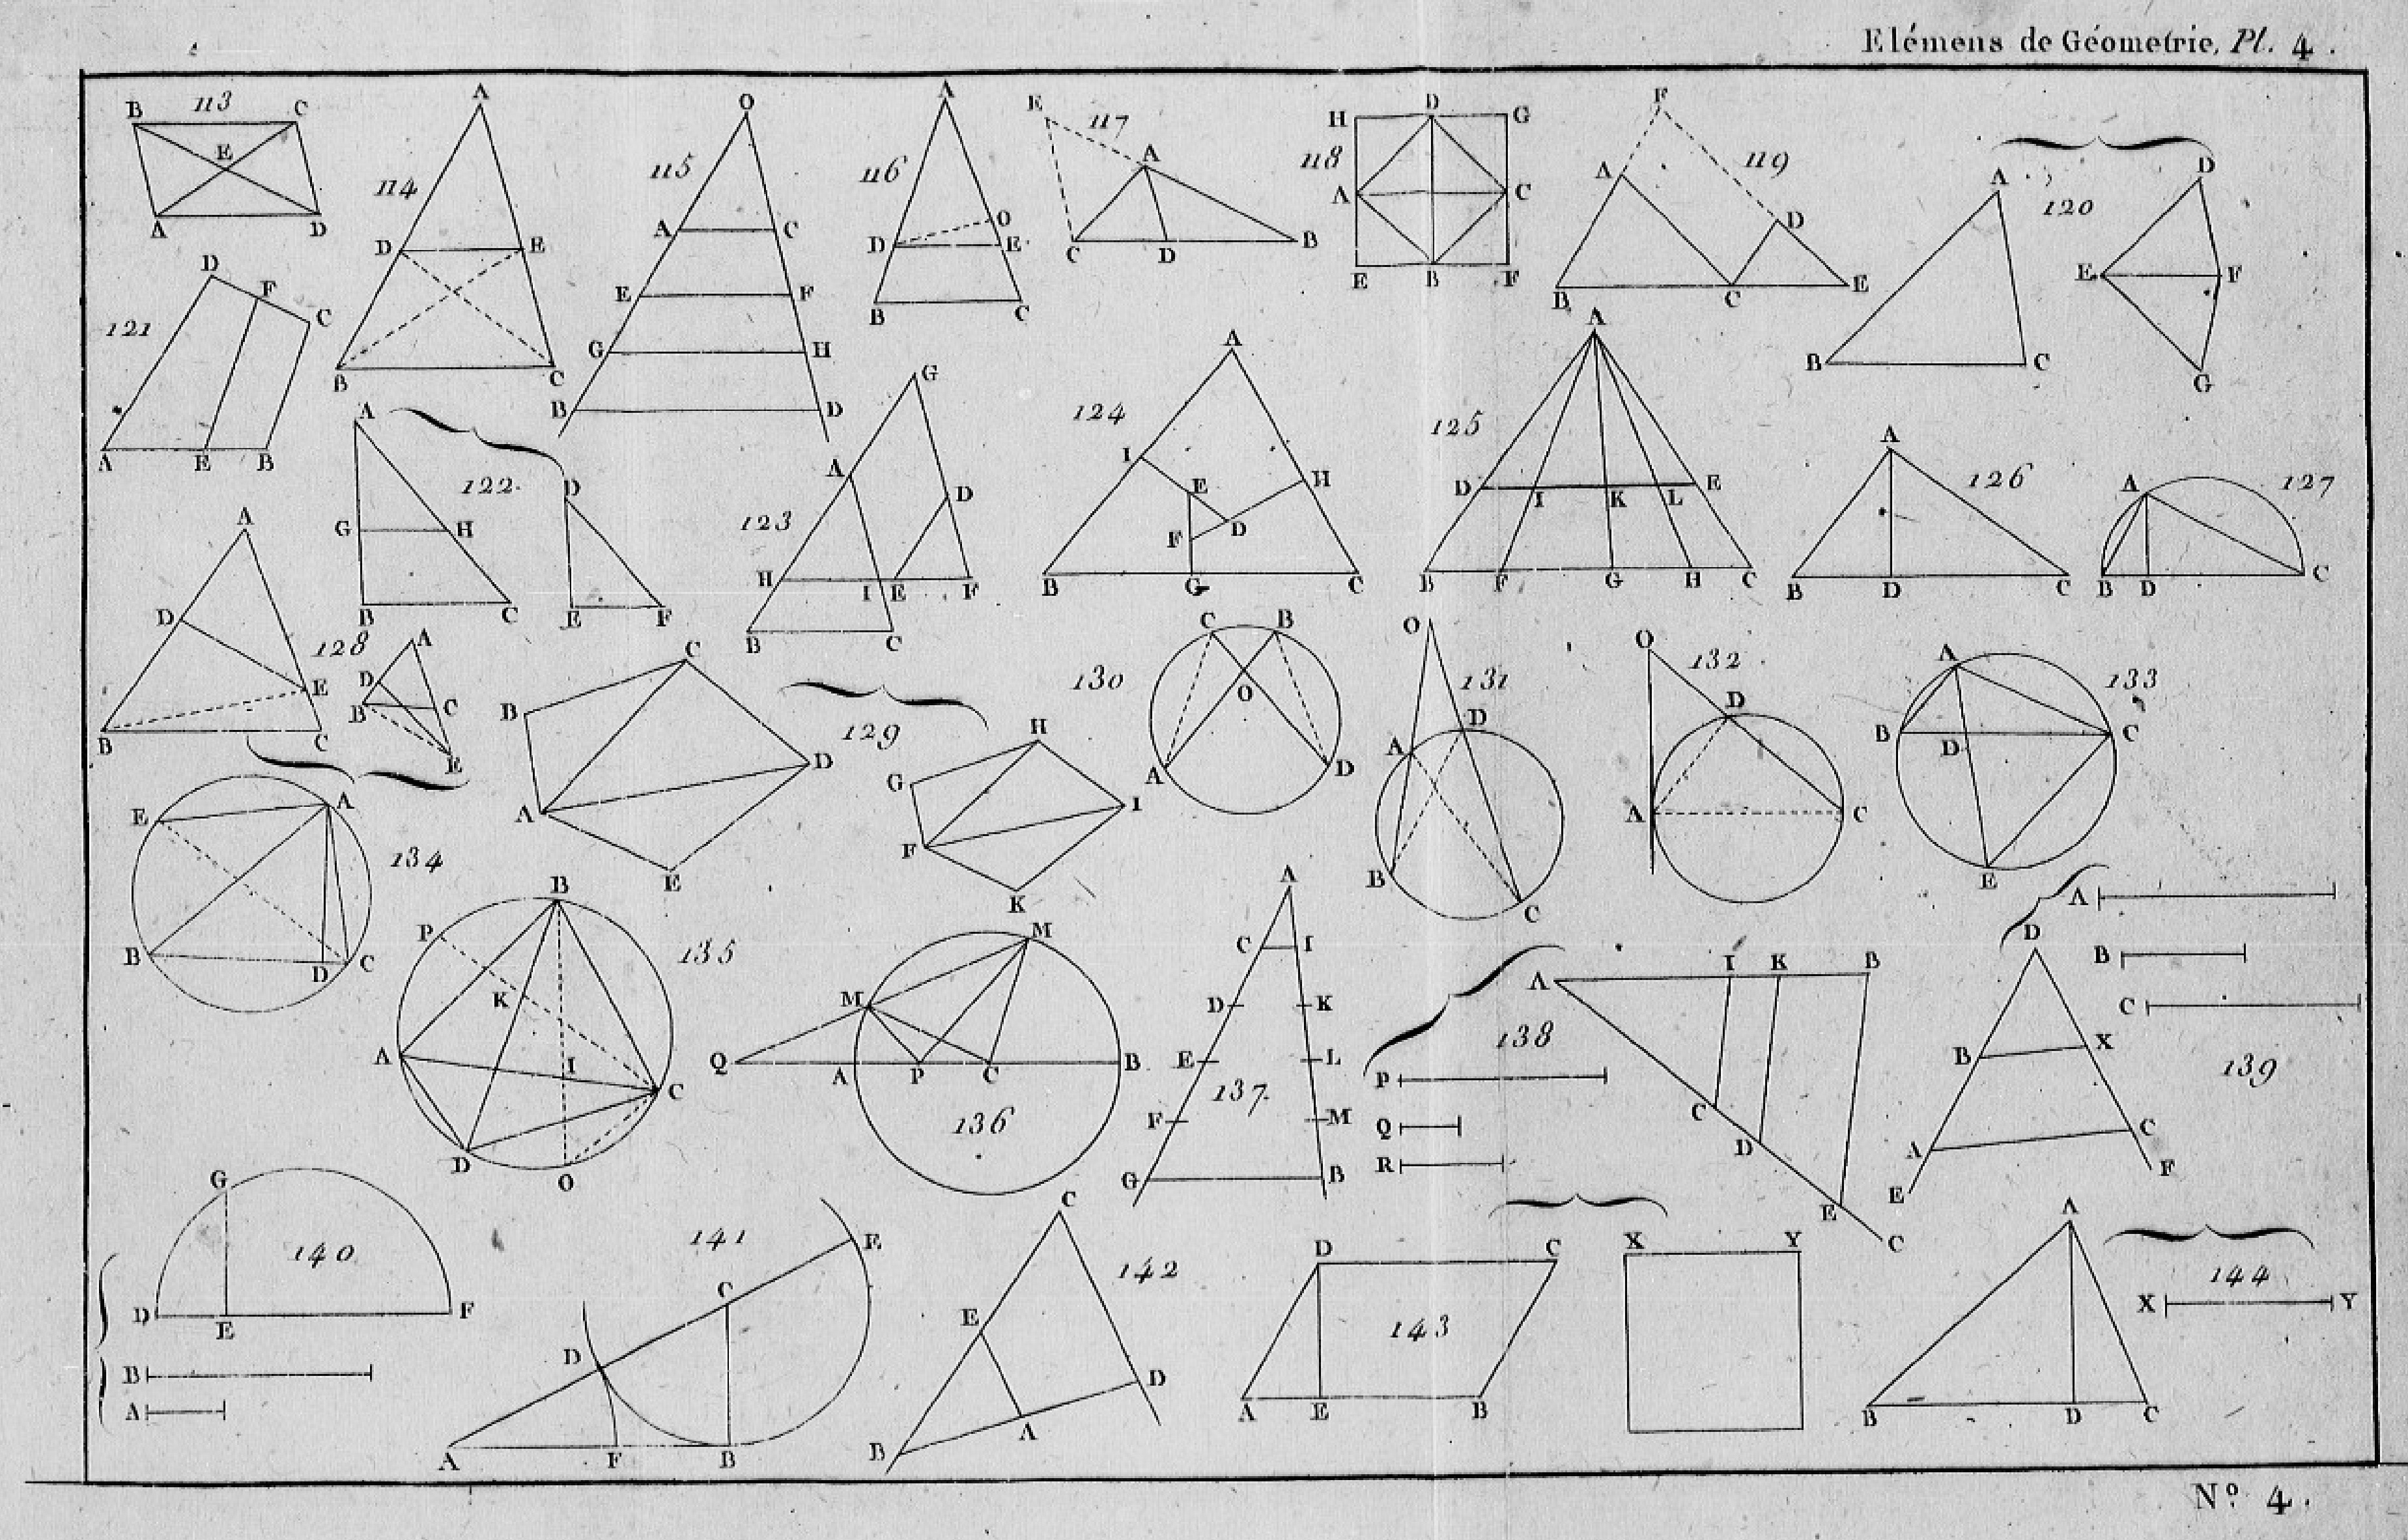 Elémens de Géometrie, Pl. 4.
113
B C
E
A D
114
A
D E
B C
115
O
A C
E F
G H
B D
116
A
O
D E
B C
117
E
A
C D B
118
H D G
A C
E B F
119
F
A
D
B C E
120
A
B C
D
E F
G
121
D
F
C
A E B
122
A
G H
B C
D
E F
123
G
A
D
H I E F
B C
124
A
I
E H
F D
B G C
125
A
D I K L E
B F G H C
126
A
B D C
127
A
B D C
128
A
D
E
B C
A
D
B C
E
129
C
B
D
A
E
H
G
I
F
K
130
C B
O
A D
131
O
D
A
B
C
132
O
D
A C
133
A
B D C
E
134
E A
B D C
135
B
P
K
A I
C
D
O
136
M
M
Q A P C B
137
A
C I
D K
E L
F M
G B
138
A I K B
P
Q
R
C
D
E
C
139
A
B
C
D
B X
A C
E F
140
G
D E F
B
A
141
E
C
D
A F B
142
C
E
D
A
B
143
D C
A E B
X Y
144
A
X Y
B D C
Nº. 4.